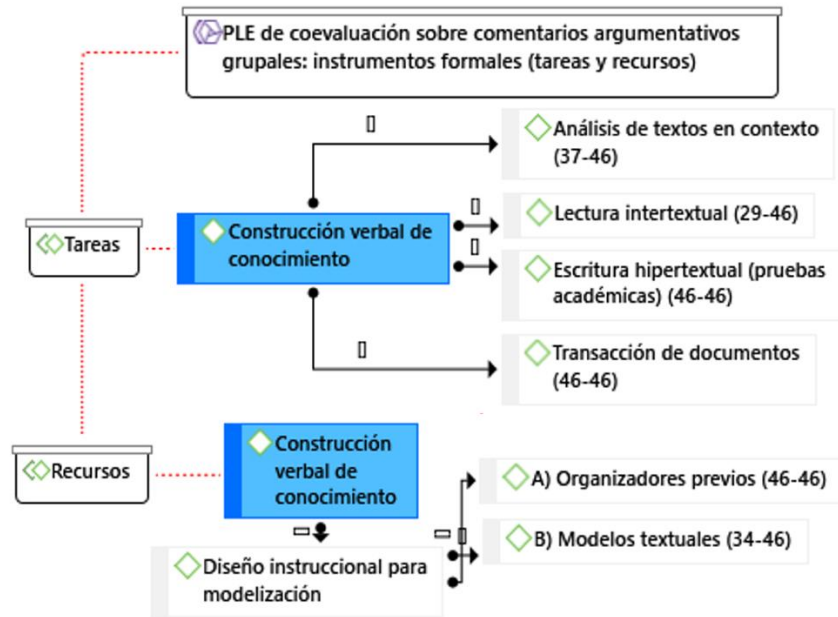 PLE de coevaluación sobre comentarios argumentativos
grupales: instrumentos formales (tareas y recursos)
Análisis de textos en contexto
(37-46)
Tareas
Construcción verbal de
conocimiento
Lectura intertextual (29-46)
Escritura hipertextual (pruebas
académicas) (46-46)
Transacción de documentos
(46-46)
Recursos
Construcción
verbal de
conocimiento
A) Organizadores previos (46-46)
B) Modelos textuales (34-46)
Diseño instruccional para
modelización